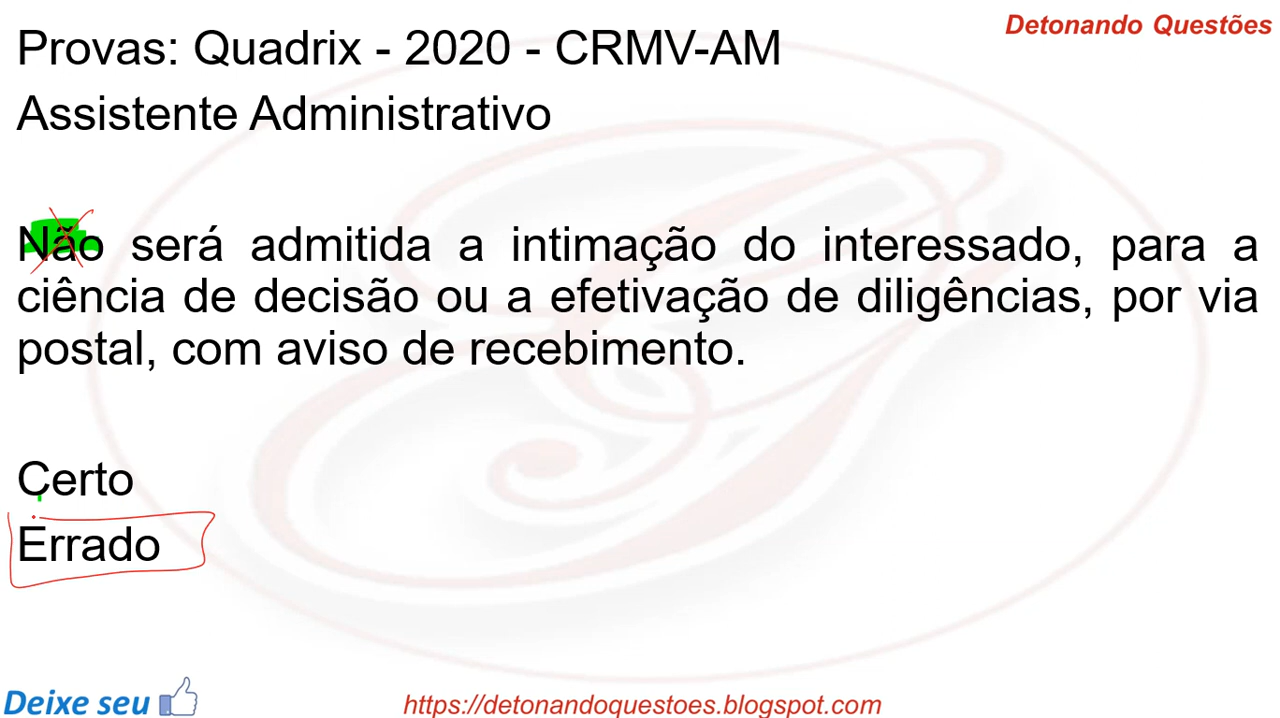 Detonando Questões
Provas: Quadrix - 2020 - CRMV-AM
Assistente Administrativo
Não será admitida a intimação do interessado, para a
ciência de decisão ou a efetivação de diligências, por via
postal, com aviso de recebimento.
Certo
Errado
Deixe seu
https://detonandoquestoes.blogspot.com